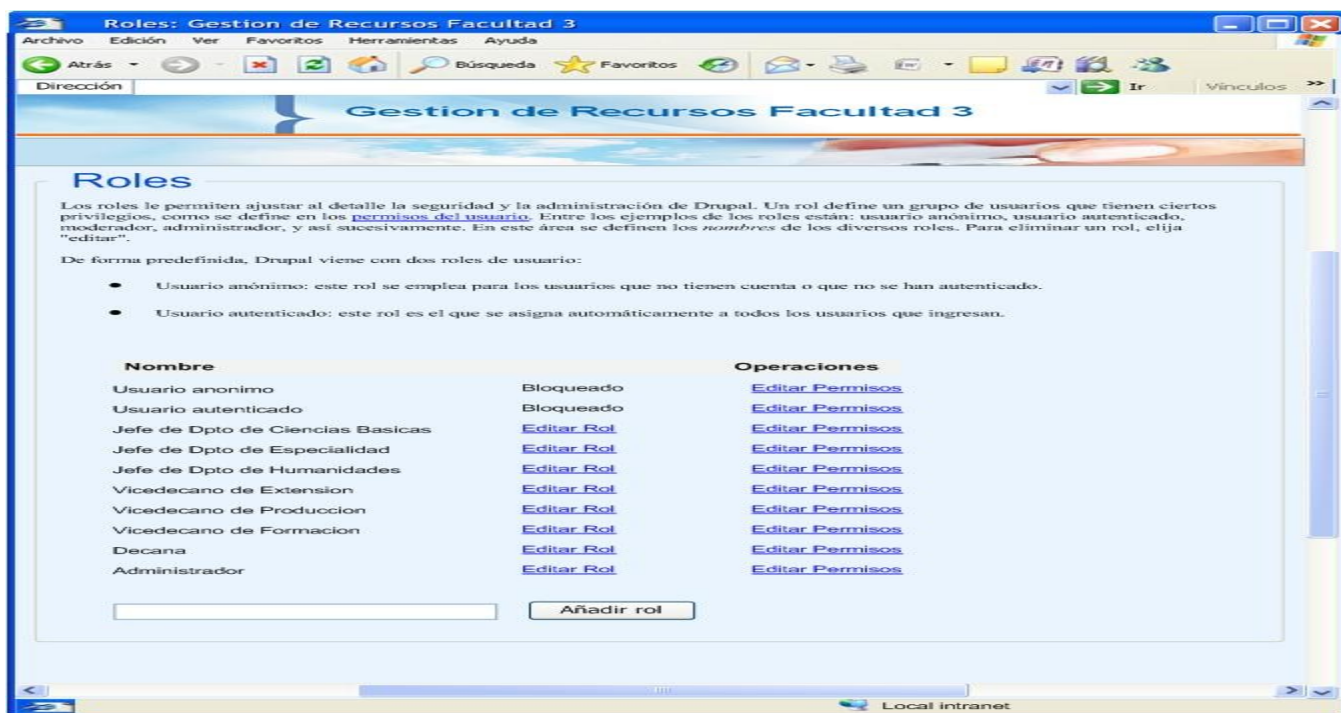 Roles: Gestion de Recursos Facultad 3
Archivo Edición Ver Favoritos Herramientas Ayuda
Atrás Búsqueda Favoritos
Dirección Ir Vínculos
Gestion de Recursos Facultad 3
Roles
Los roles le permiten ajustar al detalle la seguridad y la administración de Drupal. Un rol define un grupo de usuarios que tienen ciertos
privilegios, como se define en los permisos del usuario. Entre los ejemplos de los roles están: usuario anónimo, usuario autenticado,
moderador, administrador, y así sucesivamente. En este área se definen los nombres de los diversos roles. Para eliminar un rol, elija
"editar".
De forma predefinida, Drupal viene con dos roles de usuario:
• Usuario anónimo: este rol se emplea para los usuarios que no tienen cuenta o que no se han autenticado.
• Usuario autenticado: este rol es el que se asigna automáticamente a todos los usuarios que ingresan.
Nombre Operaciones
Usuario anonimo Bloqueado Editar Permisos
Usuario autenticado Bloqueado Editar Permisos
Jefe de Dpto de Ciencias Basicas Editar Rol Editar Permisos
Jefe de Dpto de Especialidad Editar Rol Editar Permisos
Jefe de Dpto de Humanidades Editar Rol Editar Permisos
Vicedecano de Extension Editar Rol Editar Permisos
Vicedecano de Produccion Editar Rol Editar Permisos
Vicedecano de Formacion Editar Rol Editar Permisos
Decana Editar Rol Editar Permisos
Administrador Editar Rol Editar Permisos
Añadir rol
Local intranet